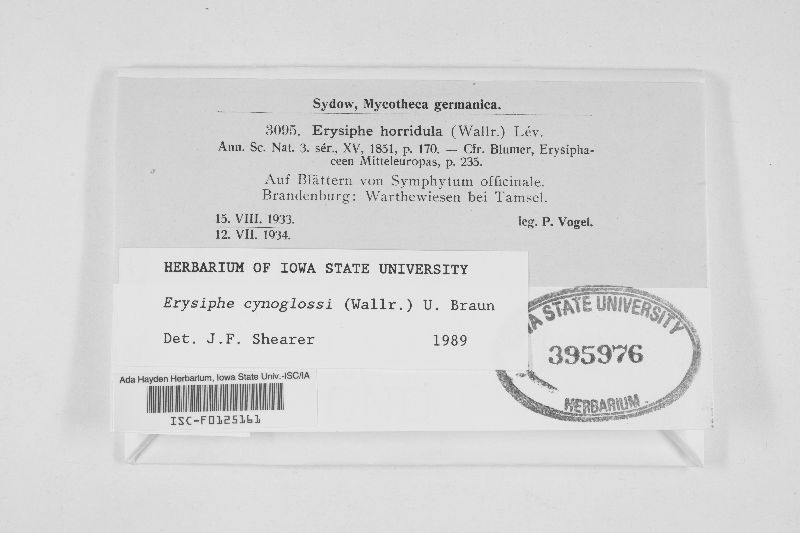 Sydow, Mycotheca germanica.
3095. Erysiphe horridula (Wallr.) Lév.
Ann. Sc. Nat. 3. sér., XV, 1851, p. 170. — Cfr. Blumer, Erysipha-
ceen Mitteleuropas, p. 235.
Auf Blättern von Symphytum officinale.
Brandenburg: Warthewiesen bei Tamsel.
15. VIII. 1933.
12. VII. 1934.
leg. P. Vogel.
HERBARIUM OF IOWA STATE UNIVERSITY
Erysiphe cynoglossi (Wallr.) U. Braun
Det. J.F. Shearer 1989
Ada Hayden Herbarium, Iowa State Univ.-ISC/IA
ISC-F0125161
A STATE UNIVERSITY
395976
HERBARIUM